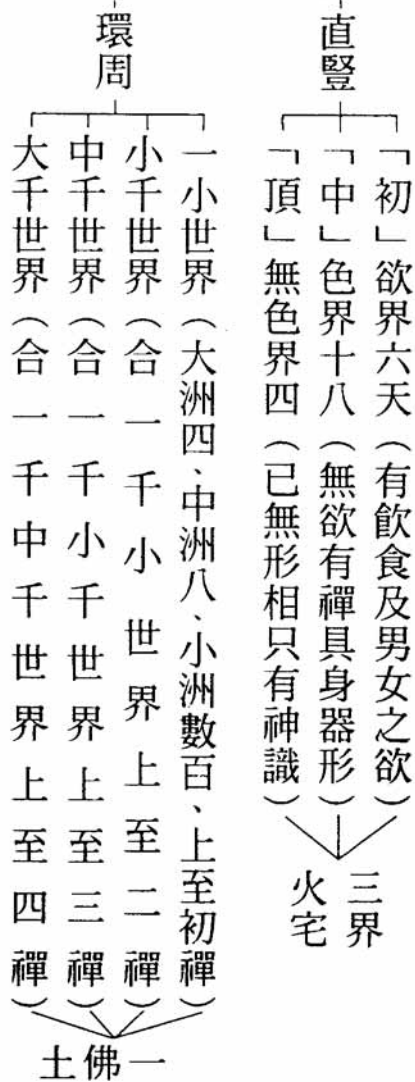 直豎
「初」欲界六天（有飲食及男女之欲）
「中」色界十八（無欲有禪具身器形）
「頂」無色界四（已無形相只有神識）
三界
火宅
環周
一小世界（大洲四、中洲八、小洲數百、上至初禪）
小千世界（合一千小世界上至二禪）
中千世界（合一千小千世界上至三禪）
大千世界（合一千中千世界上至四禪）
一佛土